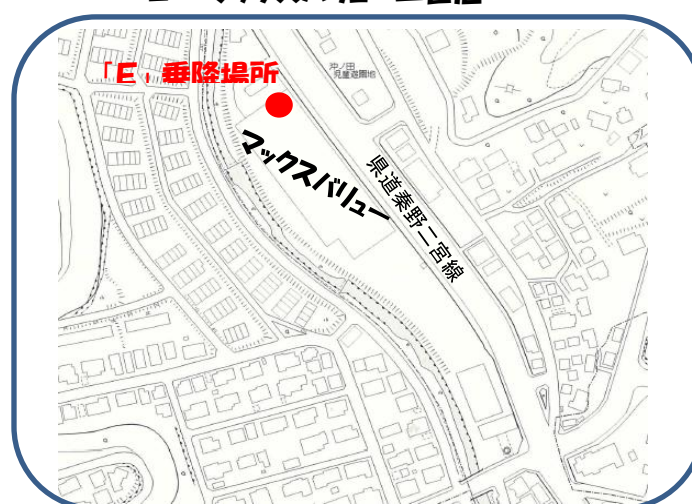 「E」乗降場所
沖ノ田
児童遊園地
マックスバリュー
県道秦野二宮線